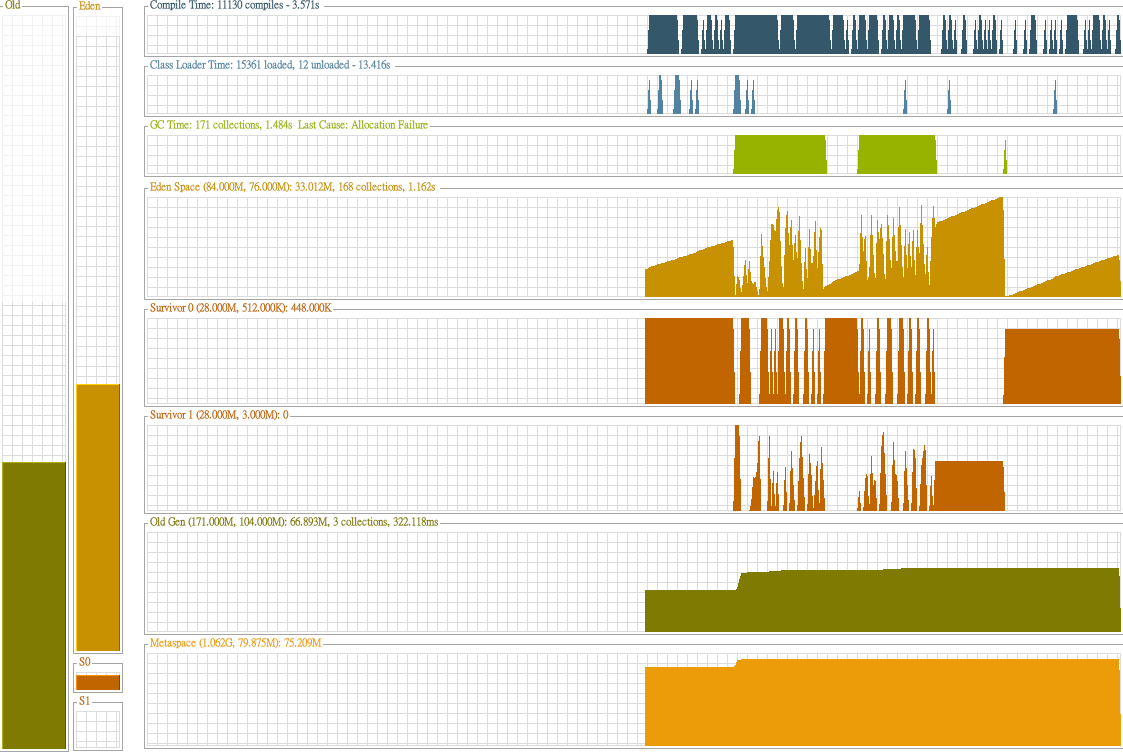 Old
Eden
S0
S1
Compile Time: 11130 compiles - 3.571s
Class Loader Time: 15361 loaded, 12 unloaded - 13.416s
GC Time: 171 collections, 1.484s Last Cause: Allocation Failure
Eden Space (84.000M, 76.000M): 33.012M, 168 collections, 1.162s
Survivor 0 (28.000M, 512.000K): 448.000K
Survivor 1 (28.000M, 3.000M): 0
Old Gen (171.000M, 104.000M): 66.893M, 3 collections, 322.118ms
Metaspace (1.062G, 79.875M): 75.209M